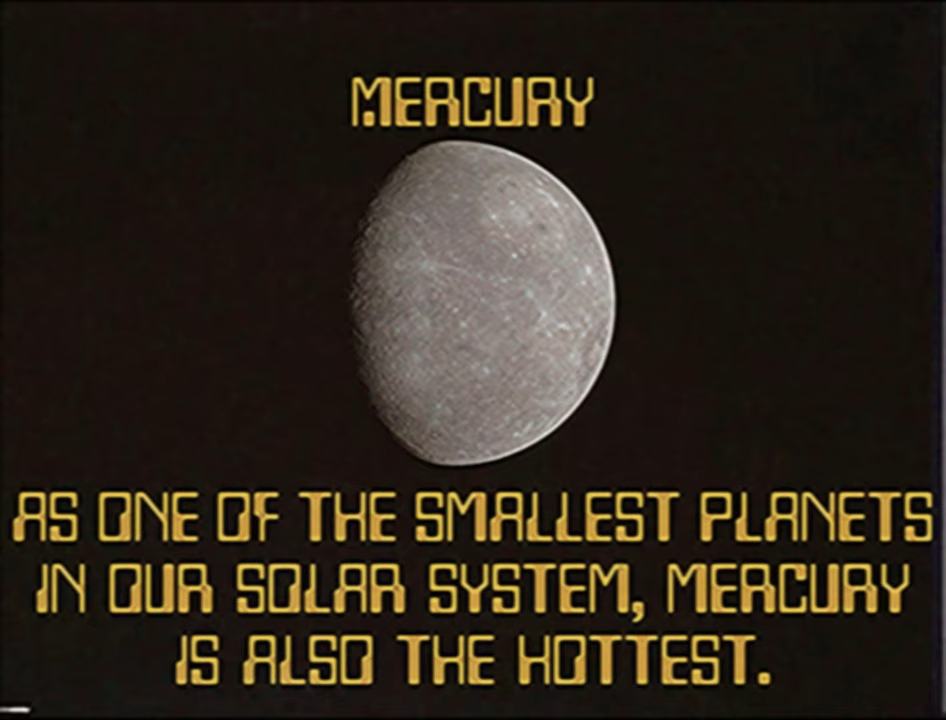 MERCURY
AS ONE OF THE SMALLEST PLANETS
IN OUR SOLAR SYSTEM, MERCURY
IS ALSO THE HOTTEST.